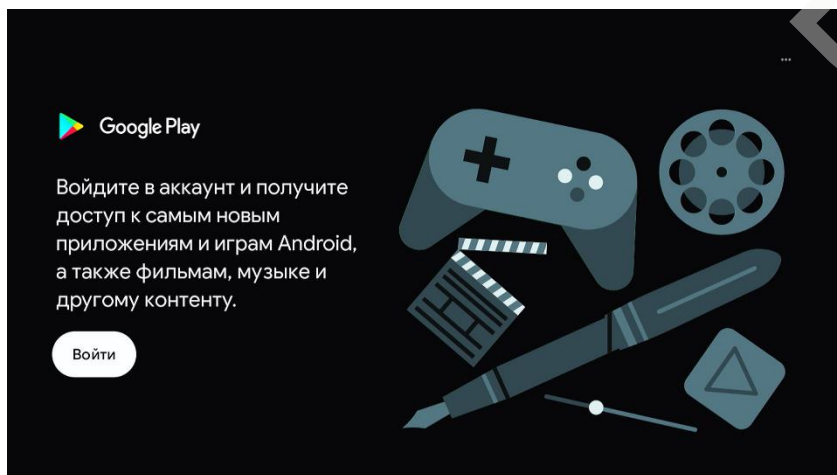 Google Play
Войдите в аккаунт и получите
доступ к самым новым
приложениям и играм Android,
а также фильмам, музыке и
другому контенту.
Войти